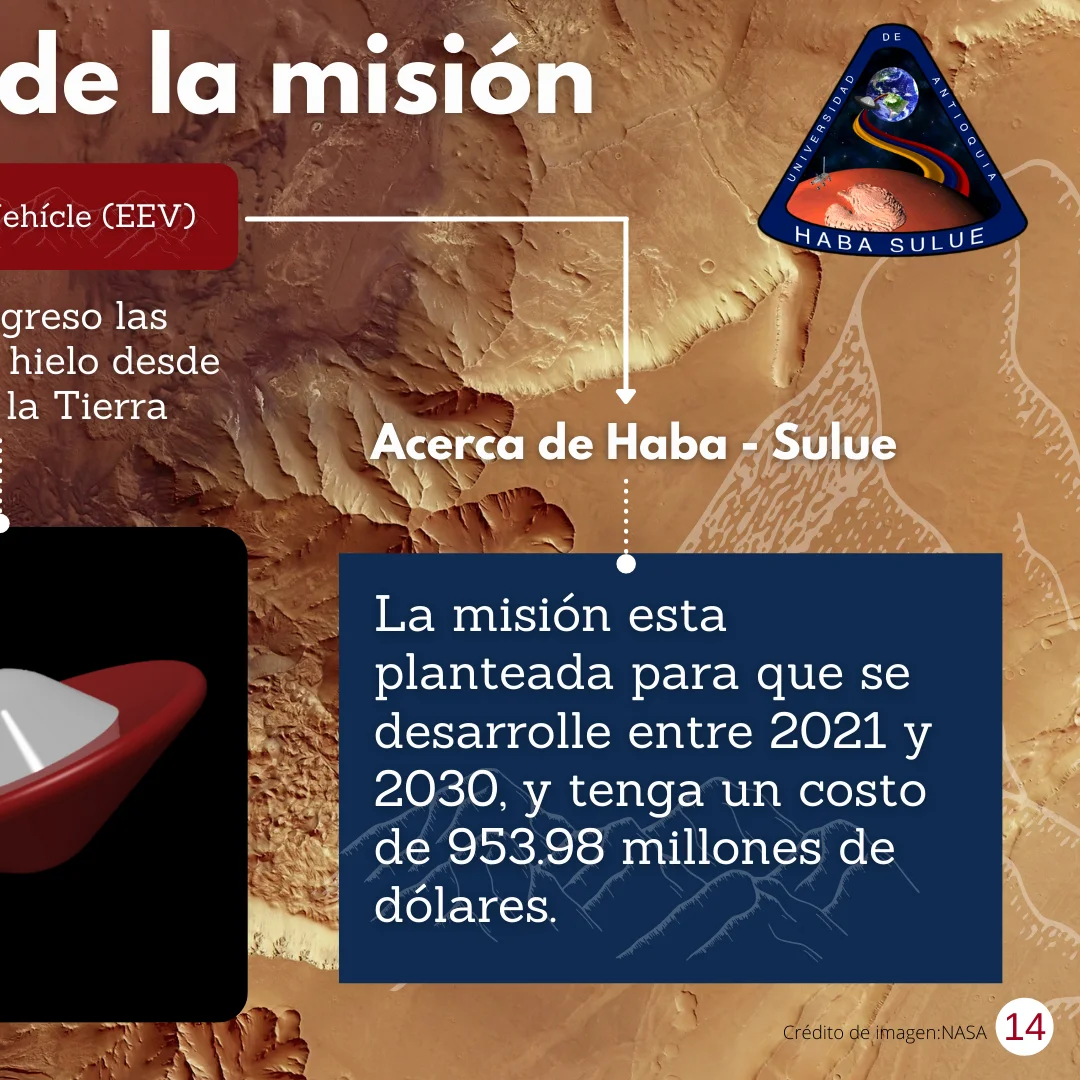 de la misión
DE
UNIVERSIDAD
ANTIOQUIA
HABA SULUE
ehícle (EEV)
greso las
hielo desde
la Tierra
Acerca de Haba - Sulue
La misión esta
planteada para que se
desarrolle entre 2021 y
2030, y tenga un costo
de 953.98 millones de
dólares.
Crédito de imagen:NASA
14